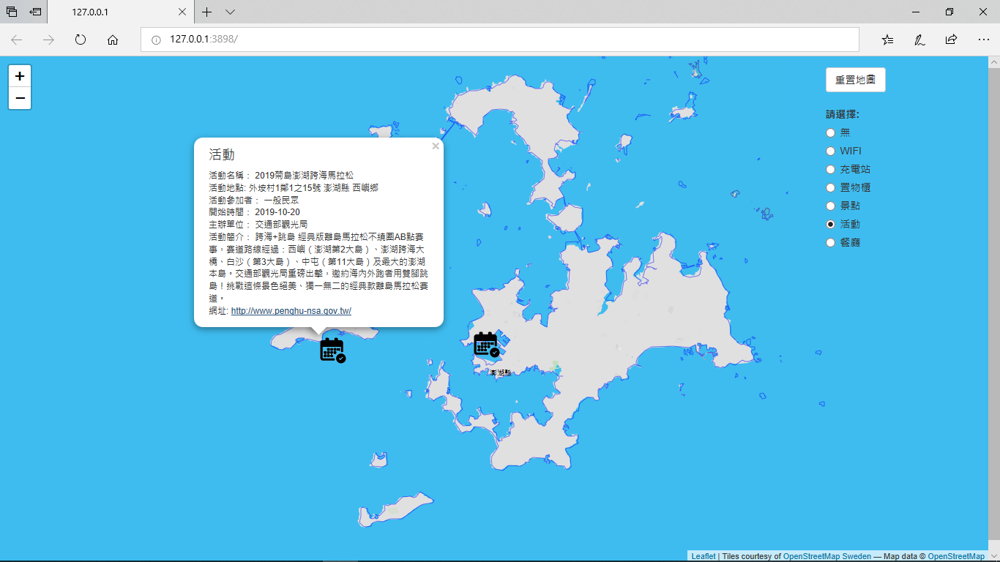 127.0.0.1
127.0.0.1:3898/
+
−
重置地圖
請選擇:
無
WIFI
充電站
置物櫃
景點
活動
餐廳
×
活動
活動名稱： 2019菊島澎湖跨海馬拉松
活動地點: 外垵村1鄰1之15號 澎湖縣 西嶼鄉
活動參加者： 一般民眾
開始時間： 2019-10-20
主辦單位： 交通部觀光局
活動簡介： 跨海+跳島 經典版離島馬拉松不繞圈AB點賽
事，賽道路線經過：西嶼（澎湖第2大島）、澎湖跨海大
橋、白沙（第3大島）、中屯（第11大島）及最大的澎湖
本島。交通部觀光局重磅出擊，邀約海內外跑者用雙腳跳
島！挑戰這條景色絕美、獨一無二的經典款離島馬拉松賽
道。
網址: http://www.penghu-nsa.gov.tw/
澎湖縣
Leaflet | Tiles courtesy of OpenStreetMap Sweden — Map data © OpenStreetMap